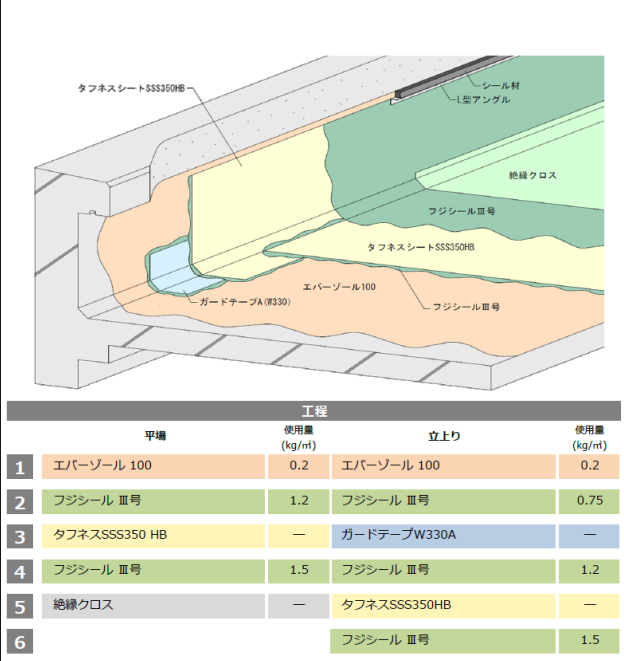 タフネスシートSSS350HB
シール材
L型アングル
絶縁クロス
フジシールⅢ号
タフネスシートSSS350HB
エバーゾール100
ガードテープA(W330)
フジシールⅢ号
工程
平場 使用量 (kg/㎡) 立上り 使用量 (kg/㎡)
1 エバーゾール 100 0.2 エバーゾール 100 0.2
2 フジシール Ⅲ号 1.2 フジシール Ⅲ号 0.75
3 タフネスSSS350 HB ― ガードテープW330A ―
4 フジシール Ⅲ号 1.5 フジシール Ⅲ号 1.2
5 絶縁クロス ― タフネスSSS350HB ―
6 フジシール Ⅲ号 1.5